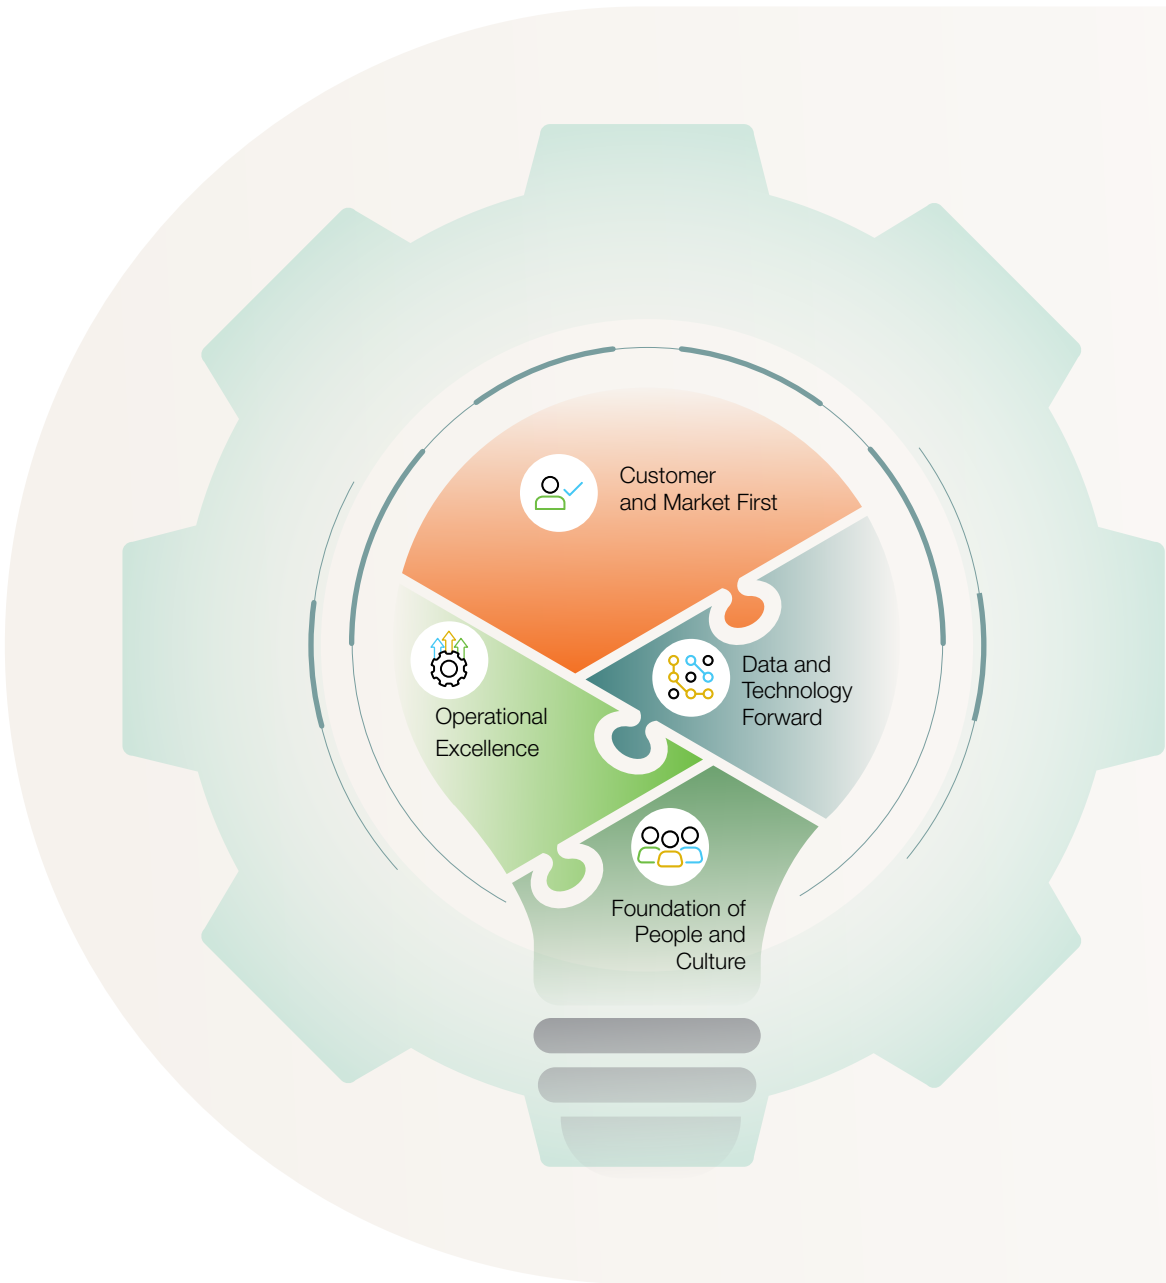 Customer
and Market First
Data and
Technology
Forward
Operational
Excellence
Foundation of
People and
Culture